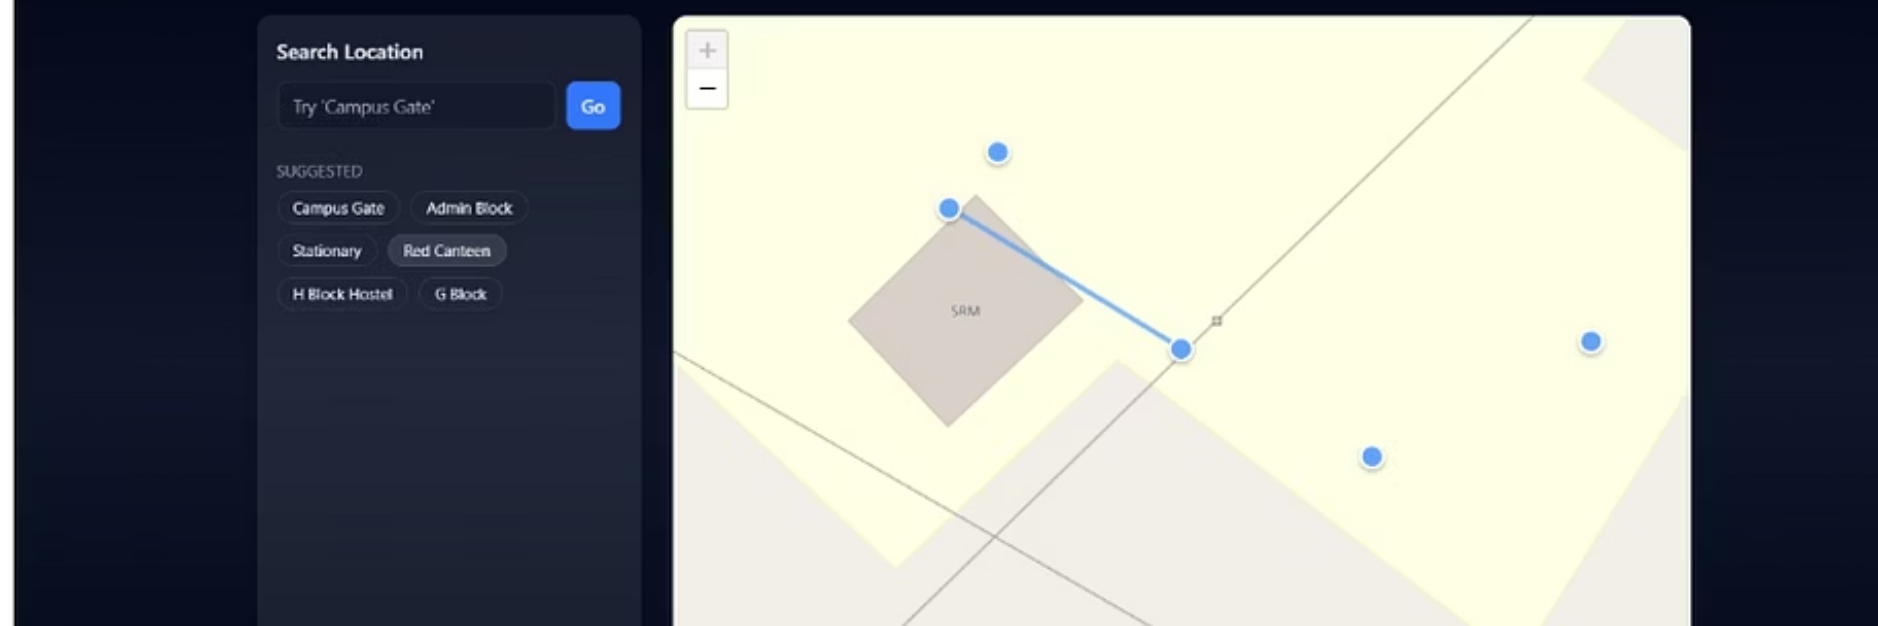 Search Location
Try 'Campus Gate'
Go
SUGGESTED
Campus Gate
Admin Block
Stationary
Red Canteen
H Block Hostel
G Block
+
−
SRM